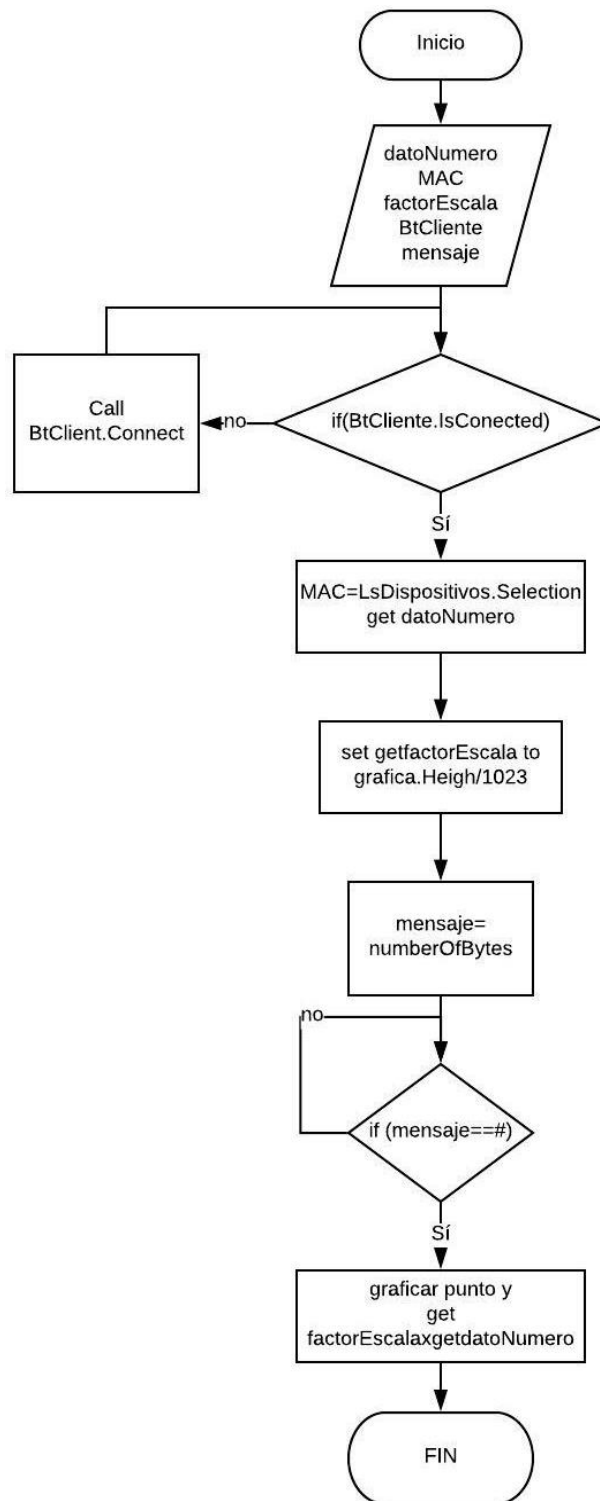 Inicio
datoNumero
MAC
factorEscala
BtCliente
mensaje
Call
BtClient.Connect
no
if(BtCliente.IsConected)
Sí
MAC=LsDispositivos.Selection
get datoNumero
set getfactorEscala to
grafica.Heigh/1023
mensaje=
numberOfBytes
no
if (mensaje==#)
Sí
graficar punto y
get
factorEscalaxgetdatoNumero
FIN